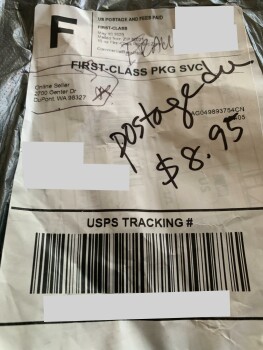 F
US POSTAGE AND FEES PAID
FIRST-CLASS
FIRST-CLASS PKG SVC
Online Seller
2700 Center Dr
DuPont, WA 98327
postage due
$8.95
USPS TRACKING #